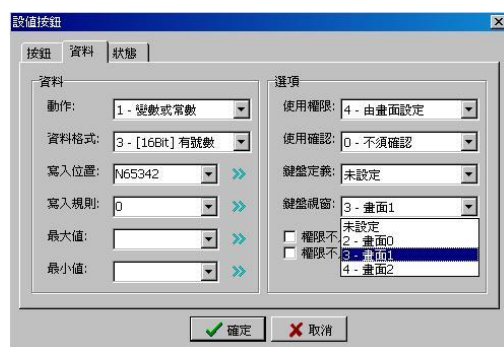 設值按鈕
按鈕 資料 狀態
資料
動作: 1 - 變數或常數
資料格式: 3 - [16Bit] 有號數
寫入位置: N65342
寫入規則: 0
最大值:
最小值:
選項
使用權限: 4 - 由畫面設定
使用確認: 0 - 不須確認
鍵盤定義: 未設定
鍵盤視窗: 3 - 畫面1
未設定
權限不
2 - 畫面0
權限不
3 - 畫面1
4 - 畫面2
確定
取消